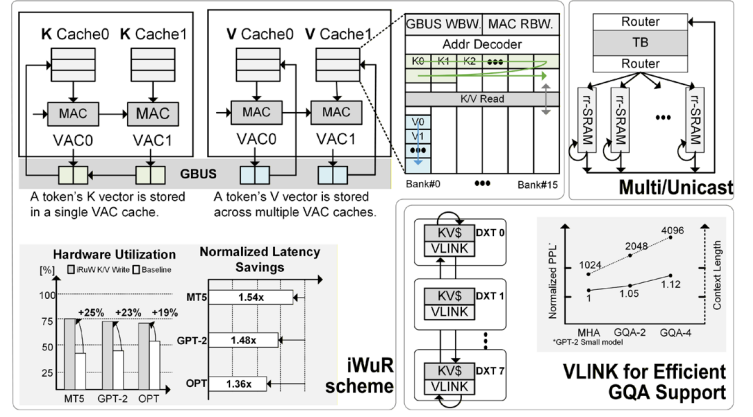 K Cache0 K Cache1
MAC MAC
VAC0 VAC1
V Cache0 V Cache1
MAC MAC
VAC0 VAC1
GBUS
A token's K vector is stored
in a single VAC cache.
A token's V vector is stored
across multiple VAC caches.
GBUS WBW. MAC RBW.
Addr Decoder
K0 K1 K2 •••
K/V Read
V0
V1
•••
Bank#0 ••• Bank#15
Router
TB
Router
rr-SRAM
rr-SRAM
•••
rr-SRAM
Multi/Unicast
Hardware Utilization
[%] iRuW K/V Write Baseline
100
75
50
25
+25% +23% +19%
MT5 GPT-2 OPT
Normalized Latency
Savings
MT5 1.54x
GPT-2 1.48x
OPT 1.36x
iWuR
scheme
KV$ DXT 0
VLINK
KV$ DXT 1
VLINK
KV$ DXT 7
VLINK
Normalized PPL*
Context Length
1024 2048 4096
1 1.05 1.12
MHA GQA-2 GQA-4
*GPT-2 Small model
VLINK for Efficient
GQA Support